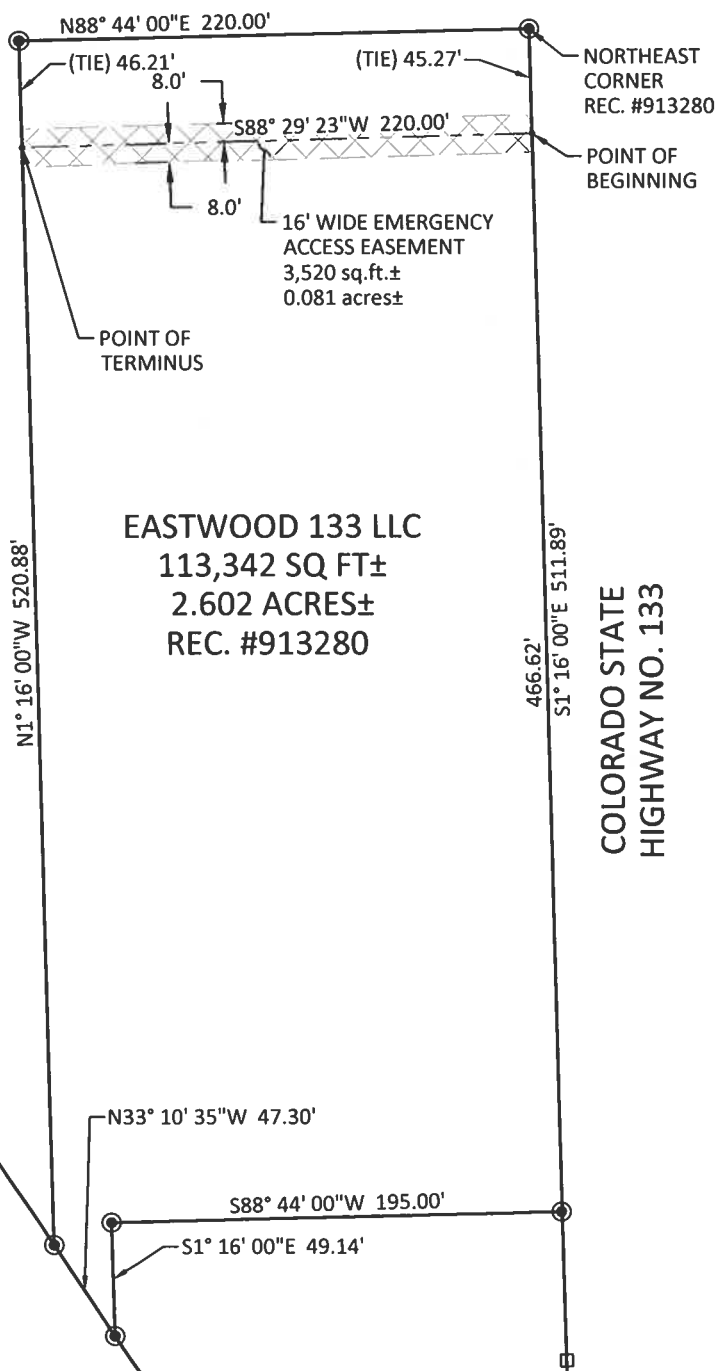 N88° 44' 00"E 220.00'
(TIE) 46.21'
(TIE) 45.27'
NORTHEAST
CORNER
REC. #913280
8.0'
S88° 29' 23"W 220.00'
POINT OF
BEGINNING
8.0'
16' WIDE EMERGENCY
ACCESS EASEMENT
3,520 sq.ft.±
0.081 acres±
POINT OF
TERMINUS
EASTWOOD 133 LLC
113,342 SQ FT±
2.602 ACRES±
REC. #913280
N1° 16' 00"W 520.88'
466.62'
S1° 16' 00"E 511.89'
COLORADO STATE
HIGHWAY NO. 133
N33° 10' 35"W 47.30'
S88° 44' 00"W 195.00'
S1° 16' 00"E 49.14'